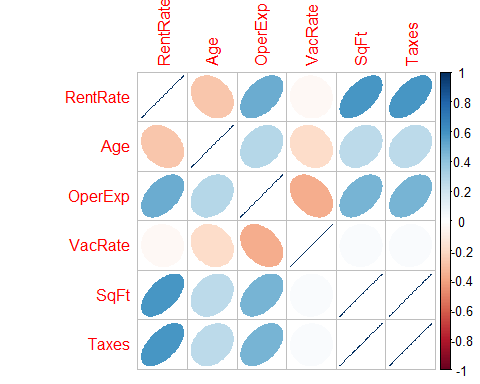 RentRate
Age
OperExp
VacRate
SqFt
Taxes
RentRate
Age
OperExp
VacRate
SqFt
Taxes
1
0.8
0.6
0.4
0.2
0
-0.2
-0.4
-0.6
-0.8
-1